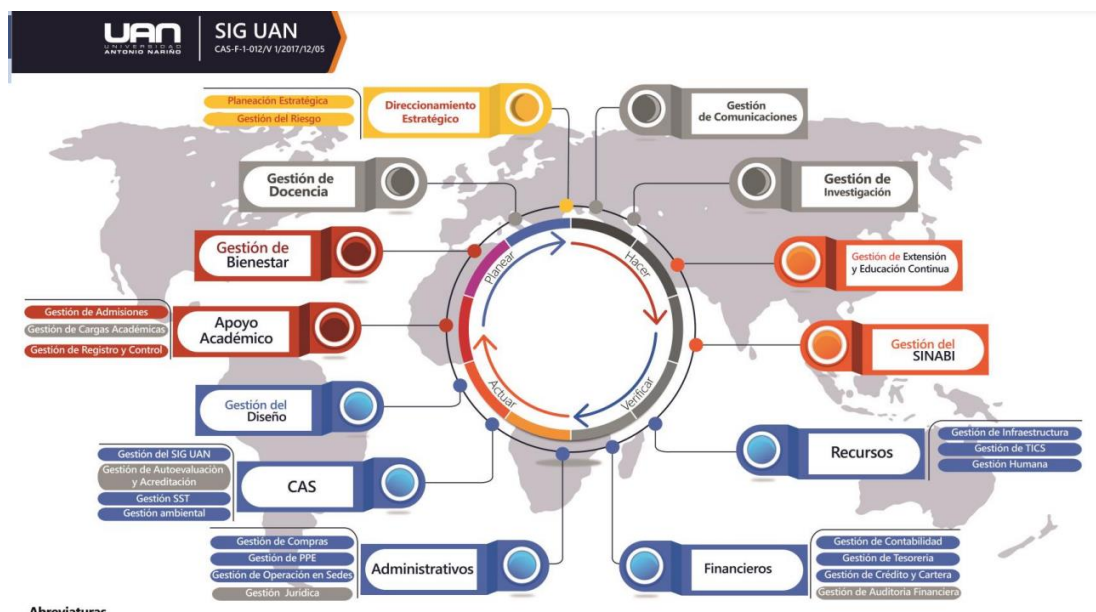 UAN
UNIVERSIDAD
ANTONIO NARIÑO
SIG UAN
CAS-F-1-012/V 1/2017/12/05
Planeación Estratégica
Gestión del Riesgo
Direccionamiento
Estratégico
Gestión
de Comunicaciones
Gestión de
Docencia
Gestión de
Investigación
Gestión de
Bienestar
Gestión de Extensión
y Educación Continua
Planear
Hacer
Verificar
Actuar
Gestión de Admisiones
Gestión de Cargas Académicas
Gestión de Registro y Control
Apoyo
Académico
Gestión del
SINABI
Gestión del
Diseño
Gestión del SIG UAN
Gestión de Autoevaluación
y Acreditación
Gestión SST
Gestión ambiental
CAS
Recursos
Gestión de Infraestructura
Gestión de TICS
Gestión Humana
Gestión de Compras
Gestión de PPE
Gestión de Operación en Sedes
Gestión Jurídica
Administrativos
Financieros
Gestión de Contabilidad
Gestión de Tesoreria
Gestión de Crédito y Cartera
Gestión de Auditoria Financiera
Abreviaturas